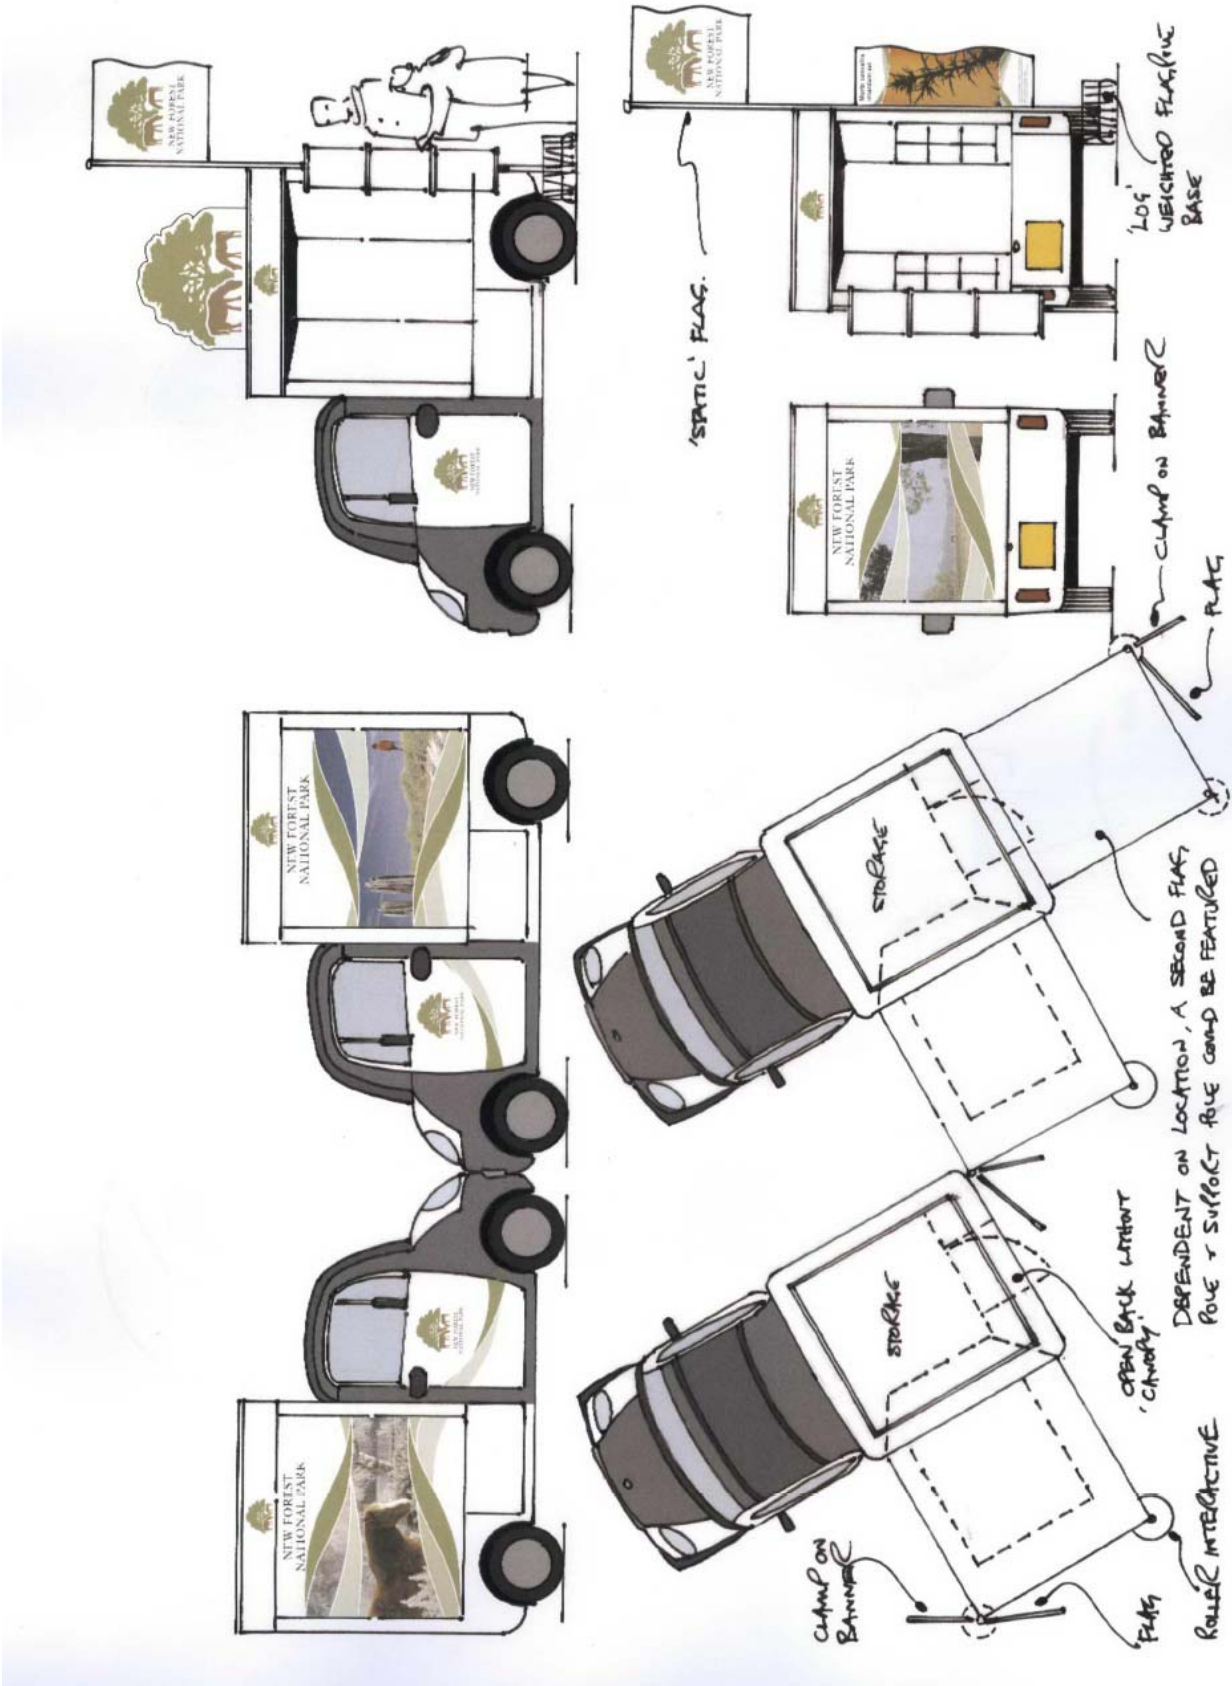 NEW FOREST
NATIONAL PARK
NEW FOREST
NATIONAL PARK
NEW FOREST
NATIONAL PARK
NEW FOREST
NATIONAL PARK
NEW FOREST
NATIONAL PARK
NEW FOREST
NATIONAL PARK
CLAMP ON
BANNER
FLAG
ROLLER INTERACTIVE
STORAGE
OPEN BACK WITHOUT
'CANOPY'
STORAGE
DEPENDENT ON LOCATION, A SECOND FLAG,
POLE & SUPPORT POLE COULD BE FEATURED
NEW FOREST
NATIONAL PARK
CLAMP ON BANNER
FLAG
'STATIC' FLAG.
NEW FOREST
NATIONAL PARK
'LOG'
WEIGHTED FLAGPOLE
BASE